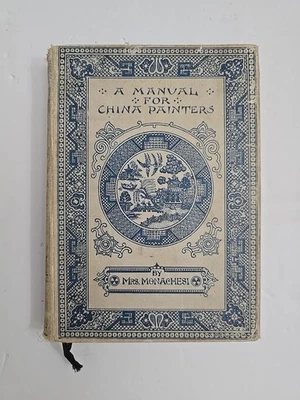 A MANUAL
FOR
CHINA PAINTERS
BY
MRS. MONACHESI